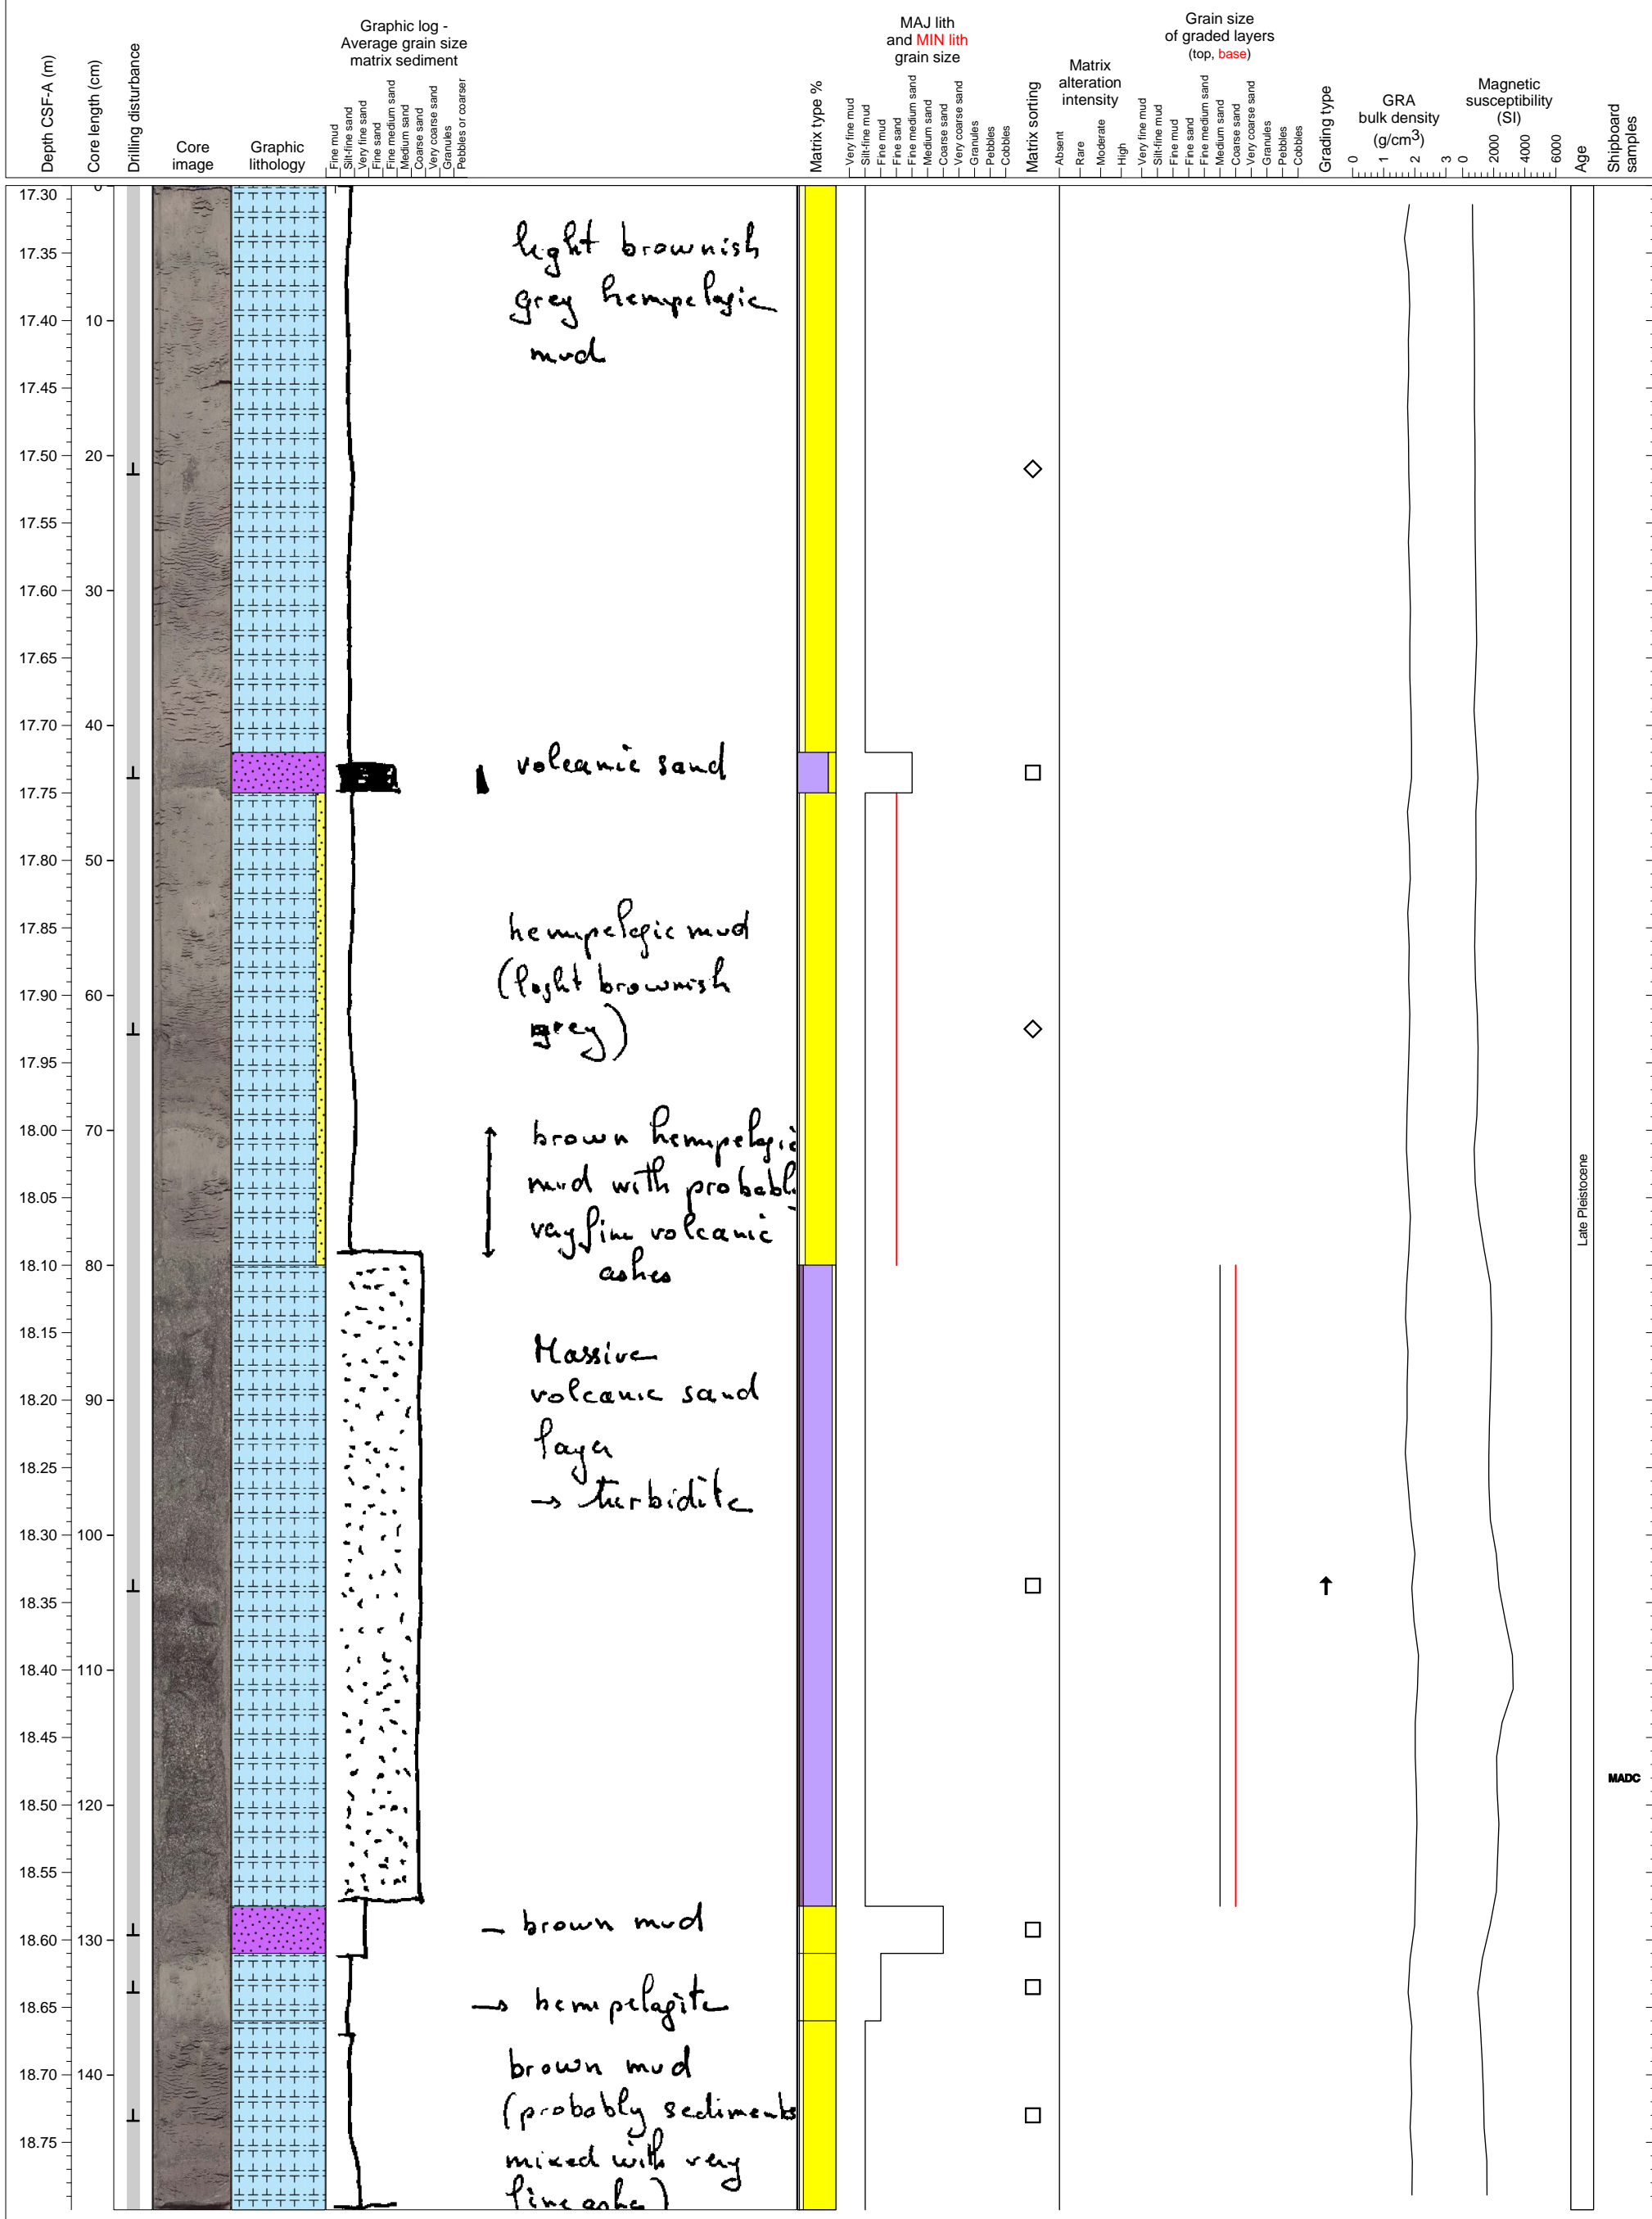 Depth CSF-A (m)
Core length (cm)
Drilling disturbance
Core
image
Graphic
lithology
Graphic log -
Average grain size
matrix sediment
Fine mud
Silt-fine sand
Very fine sand
Fine sand
Fine medium sand
Medium sand
Coarse sand
Very coarse sand
Granules
Pebbles or coarser
Matrix type %
MAJ lith
and MIN lith
grain size
Very fine mud
Silt-fine mud
Fine mud
Fine sand
Fine medium sand
Medium sand
Coarse sand
Very coarse sand
Granules
Pebbles
Cobbles
Matrix sorting
Matrix
alteration
intensity
Absent
Rare
Moderate
High
Grain size
of graded layers
(top, base)
Very fine mud
Silt-fine mud
Fine mud
Fine sand
Fine medium sand
Medium sand
Coarse sand
Very coarse sand
Granules
Pebbles
Cobbles
Grading type
GRA
bulk density
(g/cm3)
0 1 2 3
Magnetic
susceptibility
(SI)
0 2000 4000 6000
Age
Shipboard
samples
17.30
17.35
17.40
17.45
17.50
17.55
17.60
17.65
17.70
17.75
17.80
17.85
17.90
17.95
18.00
18.05
18.10
18.15
18.20
18.25
18.30
18.35
18.40
18.45
18.50
18.55
18.60
18.65
18.70
18.75
0
10
20
30
40
50
60
70
80
90
100
110
120
130
140
light brownish
grey hemipelagic
mud
volcanic sand
hemipelagic mud
(light brownish
grey)
brown hemipelagic
mud with probabl
very fine volcanic
ashes
Massive
volcanic sand
layer
→ turbidite
– brown mud
→ hemipelagite
brown mud
(probably sediments
mixed with very
fine ashe)
Late Pleistocene
MADC